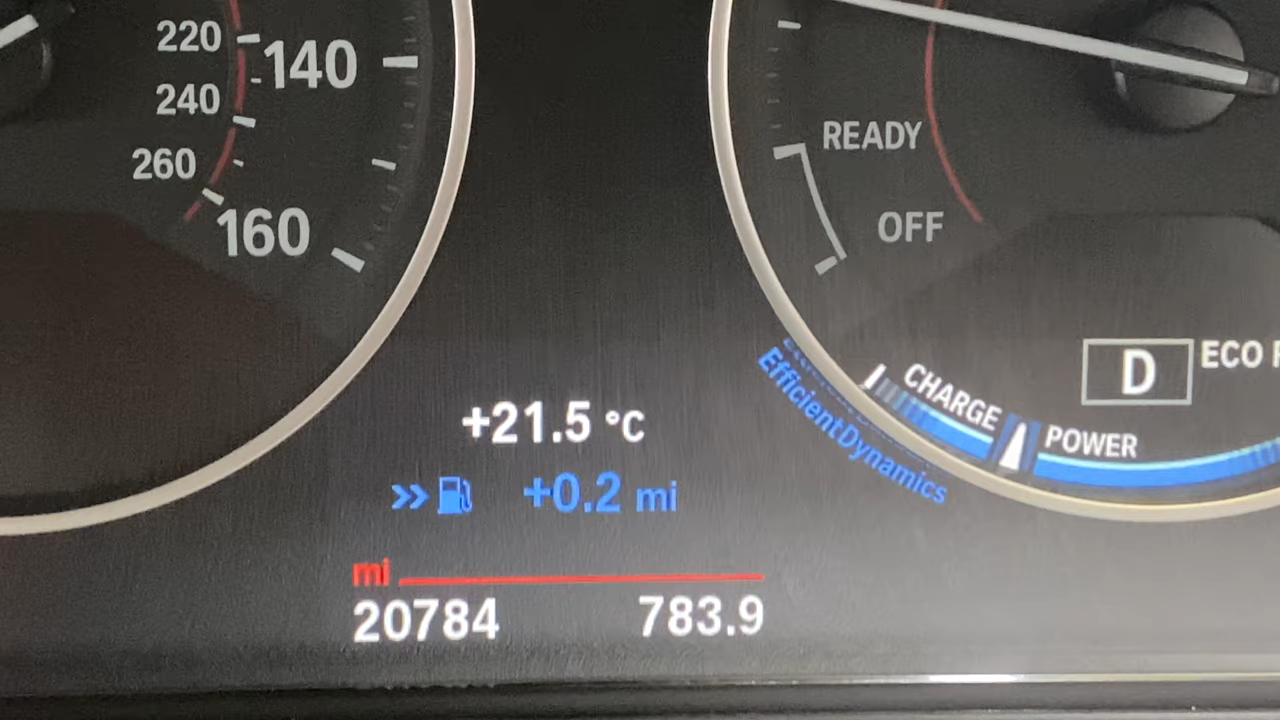 220
140
240
260
160
READY
OFF
D
ECO
CHARGE
POWER
EfficientDynamics
+21.5 °C
+0.2 mi
mi
20784 783.9